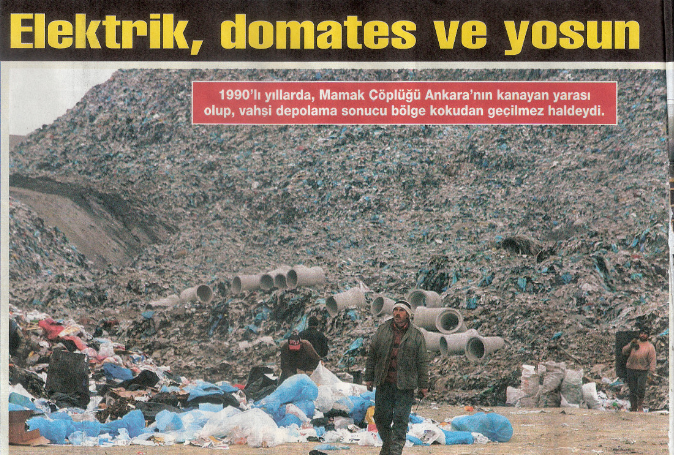 Elektrik, domates ve yosun
1990'lı yıllarda, Mamak Çöplüğü Ankara'nın kanayan yarası
olup, vahşi depolama sonucu bölge kokudan geçilmez haldeydi.